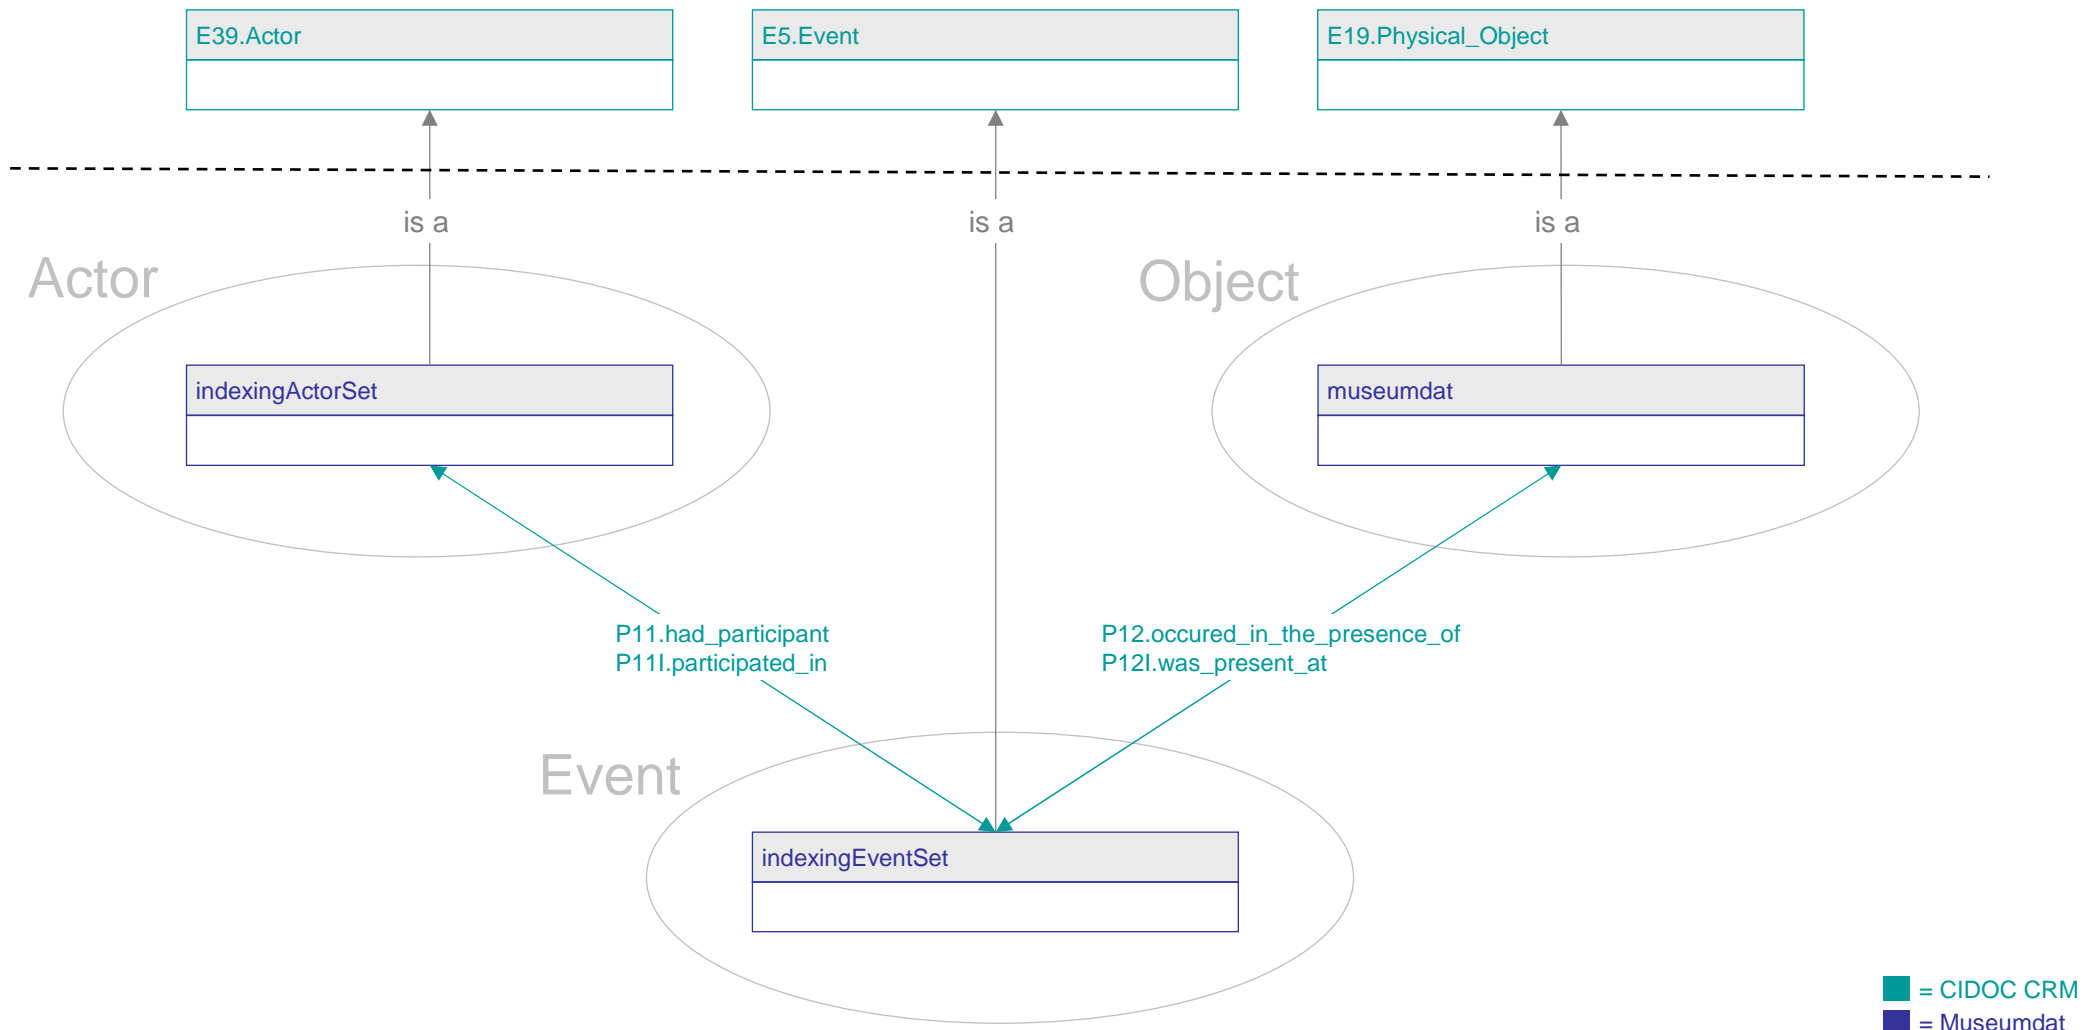 E39.Actor
E5.Event
E19.Physical_Object
is a
is a
is a
Actor
Object
indexingActorSet
museumdat
P11.had_participant
P11I.participated_in
P12.occured_in_the_presence_of
P12I.was_present_at
Event
indexingEventSet
= CIDOC CRM
= Museumdat